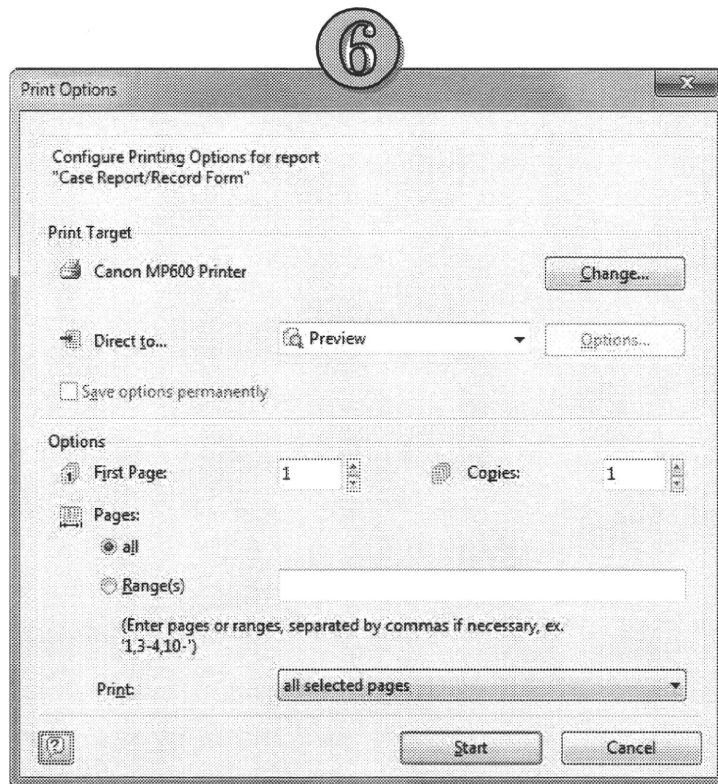 6
Print Options
Configure Printing Options for report
"Case Report/Record Form"
Print Target
Canon MP600 Printer
Change...
Direct to...
Preview
Options...
Save options permanently
Options
1
First Page:
1
Copies:
1
Pages:
all
Range(s)
(Enter pages or ranges, separated by commas if necessary, ex.
'1,3-4,10-')
Print:
all selected pages
?
Start
Cancel